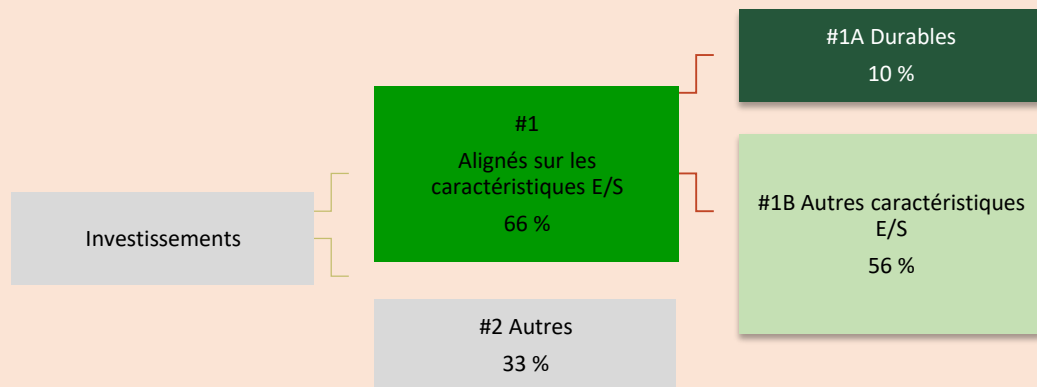 Investissements
#1
Alignés sur les
caractéristiques E/S
66 %
#2 Autres
33 %
#1A Durables
10 %
#1B Autres caractéristiques
E/S
56 %